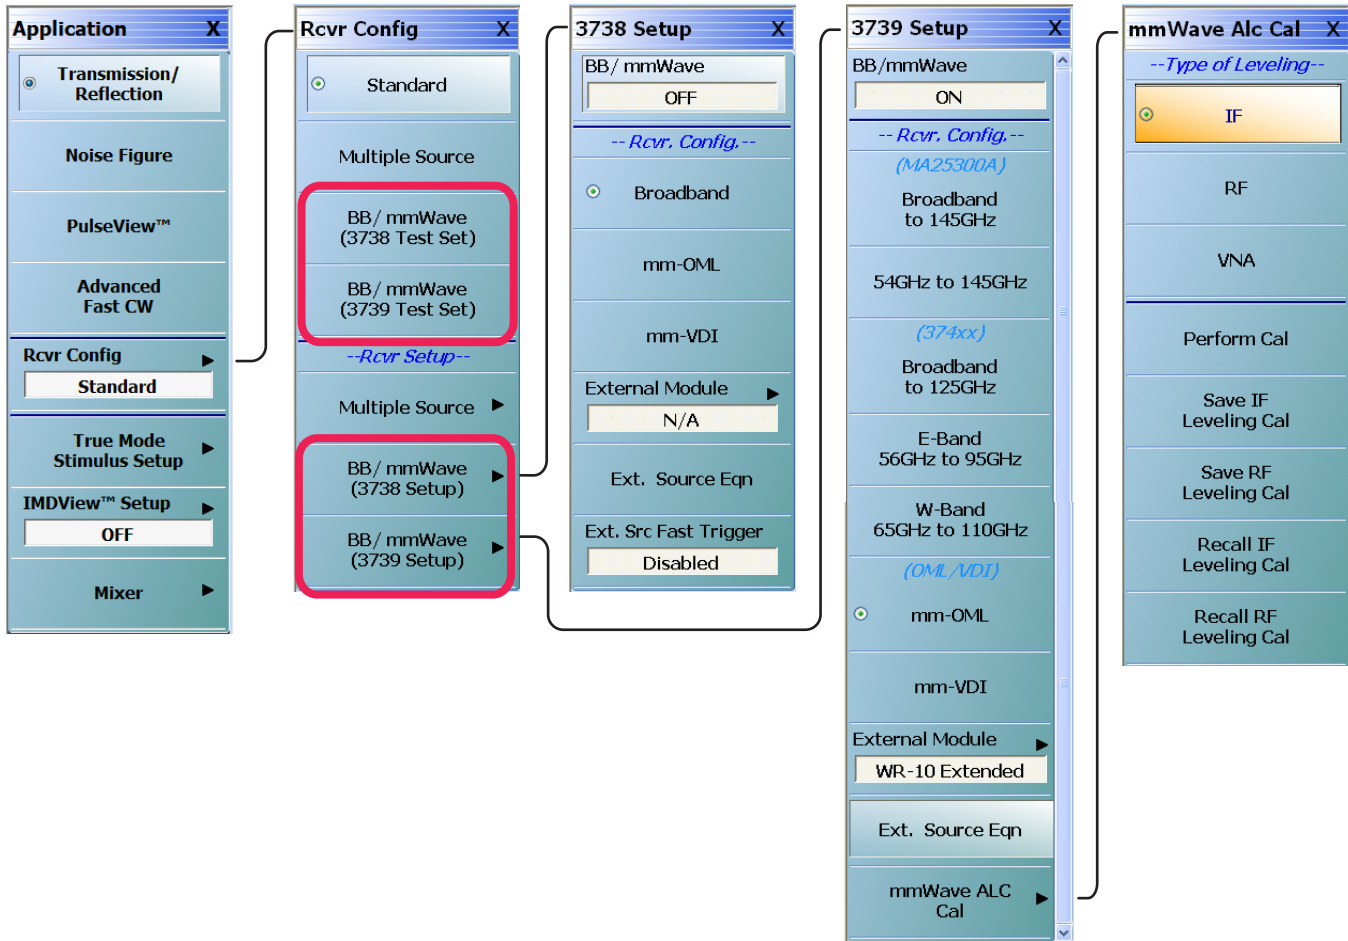 Application X
Transmission/
Reflection
Noise Figure
PulseView™
Advanced
Fast CW
Rcvr Config
Standard
True Mode
Stimulus Setup
IMDView™ Setup
OFF
Mixer
Rcvr Config X
Standard
Multiple Source
BB/ mmWave
(3738 Test Set)
BB/ mmWave
(3739 Test Set)
--Rcvr Setup--
Multiple Source
BB/ mmWave
(3738 Setup)
BB/ mmWave
(3739 Setup)
3738 Setup X
BB/ mmWave
OFF
-- Rcvr. Config.--
Broadband
mm-OML
mm-VDI
External Module
N/A
Ext. Source Eqn
Ext. Src Fast Trigger
Disabled
3739 Setup X
BB/mmWave
ON
-- Rcvr. Config.--
(MA25300A)
Broadband
to 145GHz
54GHz to 145GHz
(374xx)
Broadband
to 125GHz
E-Band
56GHz to 95GHz
W-Band
65GHz to 110GHz
(OML/VDI)
mm-OML
mm-VDI
External Module
WR-10 Extended
Ext. Source Eqn
mmWave ALC
Cal
mmWave Alc Cal X
--Type of Leveling--
IF
RF
VNA
Perform Cal
Save IF
Leveling Cal
Save RF
Leveling Cal
Recall IF
Leveling Cal
Recall RF
Leveling Cal